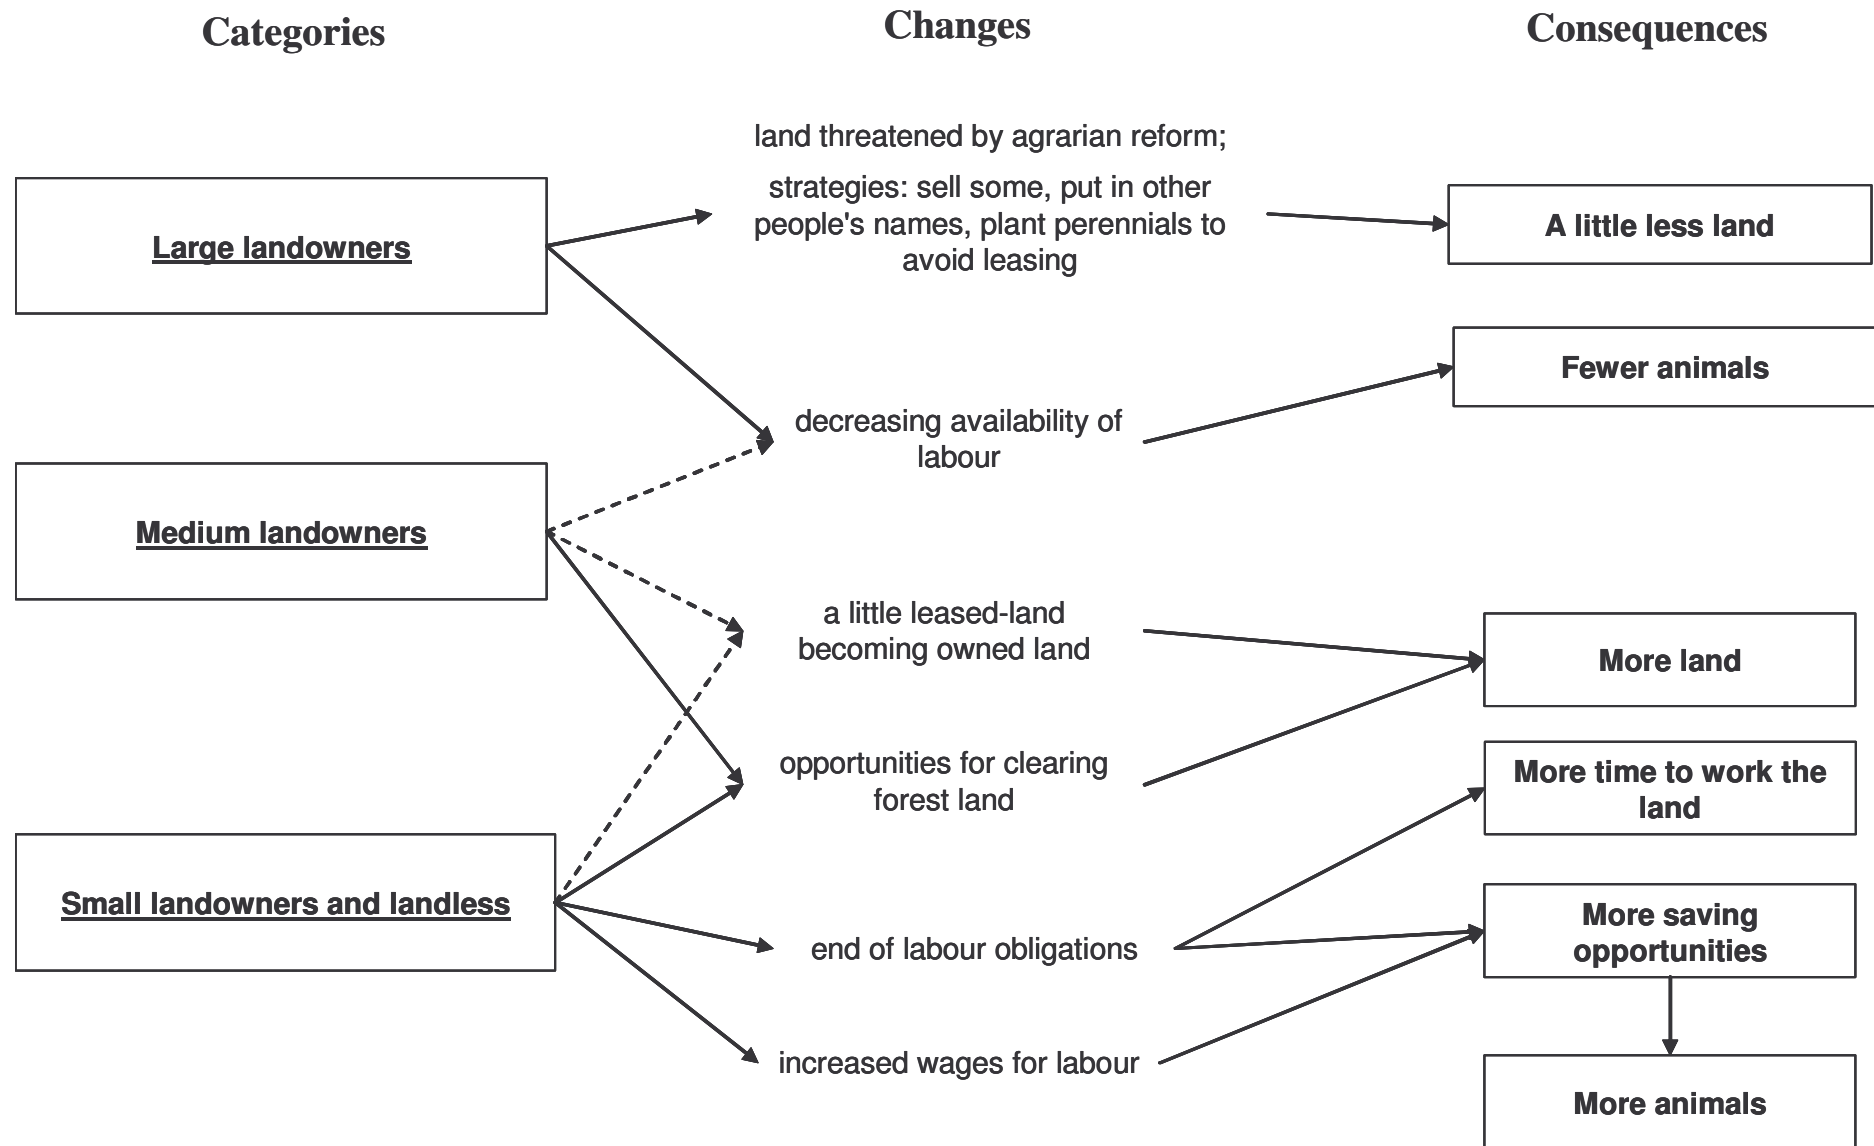 Categories
Changes
Consequences
land threatened by agrarian reform;
strategies: sell some, put in other
people's names, plant perennials to
avoid leasing
Large landowners
A little less land
Fewer animals
decreasing availability of
labour
Medium landowners
a little leased-land
becoming owned land
More land
opportunities for clearing
forest land
More time to work the
land
Small landowners and landless
end of labour obligations
More saving
opportunities
increased wages for labour
More animals